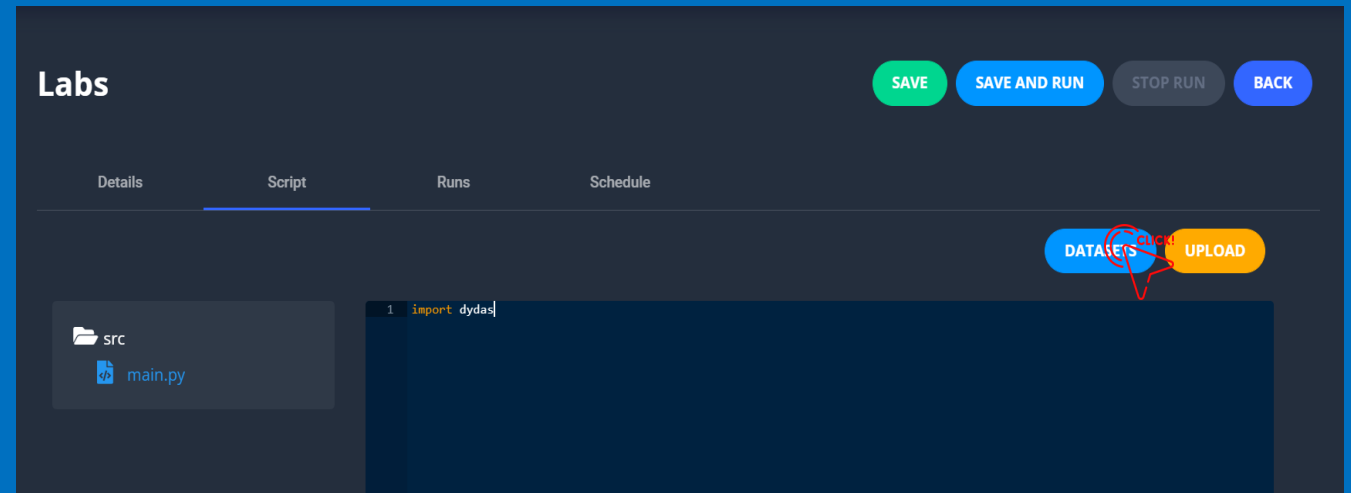 Labs
SAVE
SAVE AND RUN
STOP RUN
BACK
Details
Script
Runs
Schedule
DATASETS
CLICK!
UPLOAD
src
main.py
1 import dydas